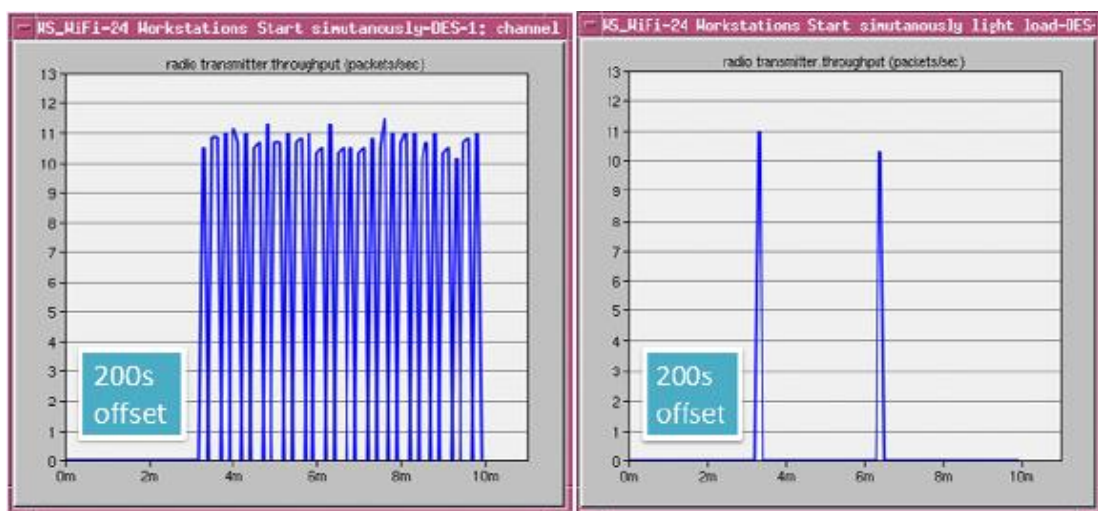 WS_WiFi-24 Workstations Start simutanously-DES-1: channel
radio transmitter.throughput (packets/sec)
13
12
11
10
9
8
7
6
5
4
3
2
1
0
200s
offset
0m 2m 4m 6m 8m 10m
WS_WiFi-24 Workstations Start simutanously light load-DES-
radio transmitter.throughput (packets/sec)
13
12
11
10
9
8
7
6
5
4
3
2
1
0
200s
offset
0m 2m 4m 6m 8m 10m